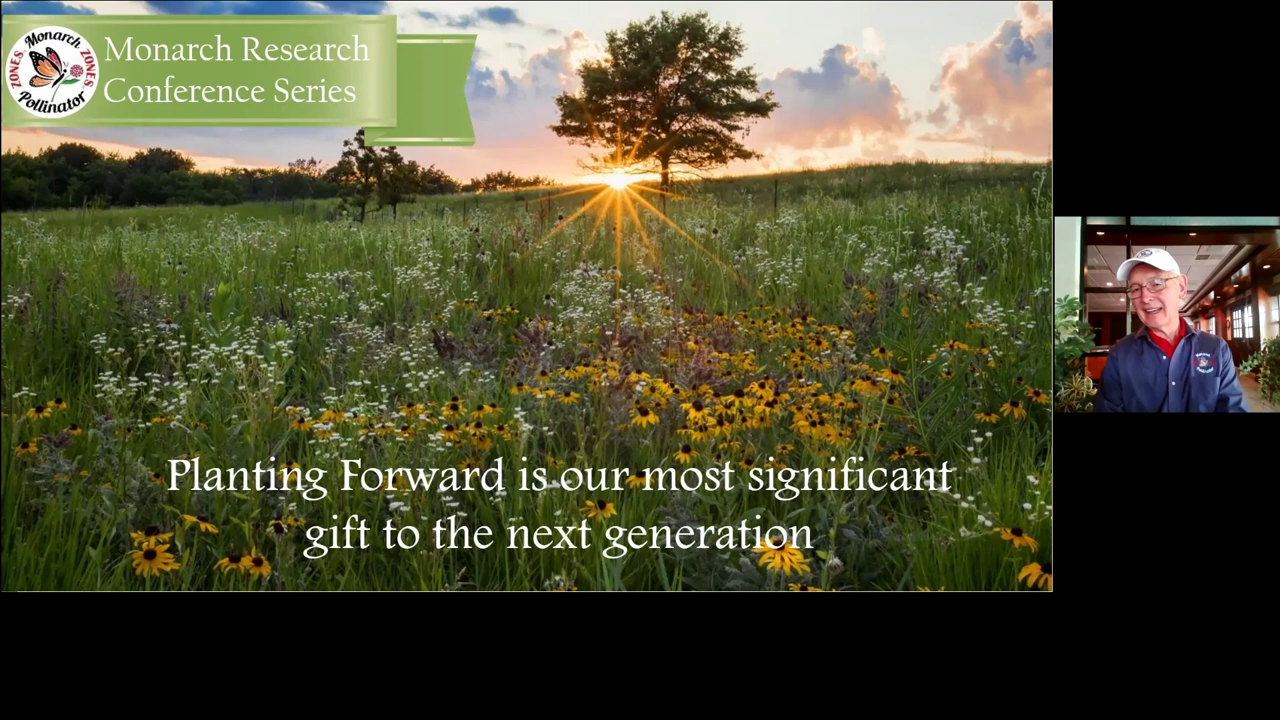 Monarch
ZONES
ZONES
Pollinator
Monarch Research
Conference Series
Planting Forward is our most significant
gift to the next generation